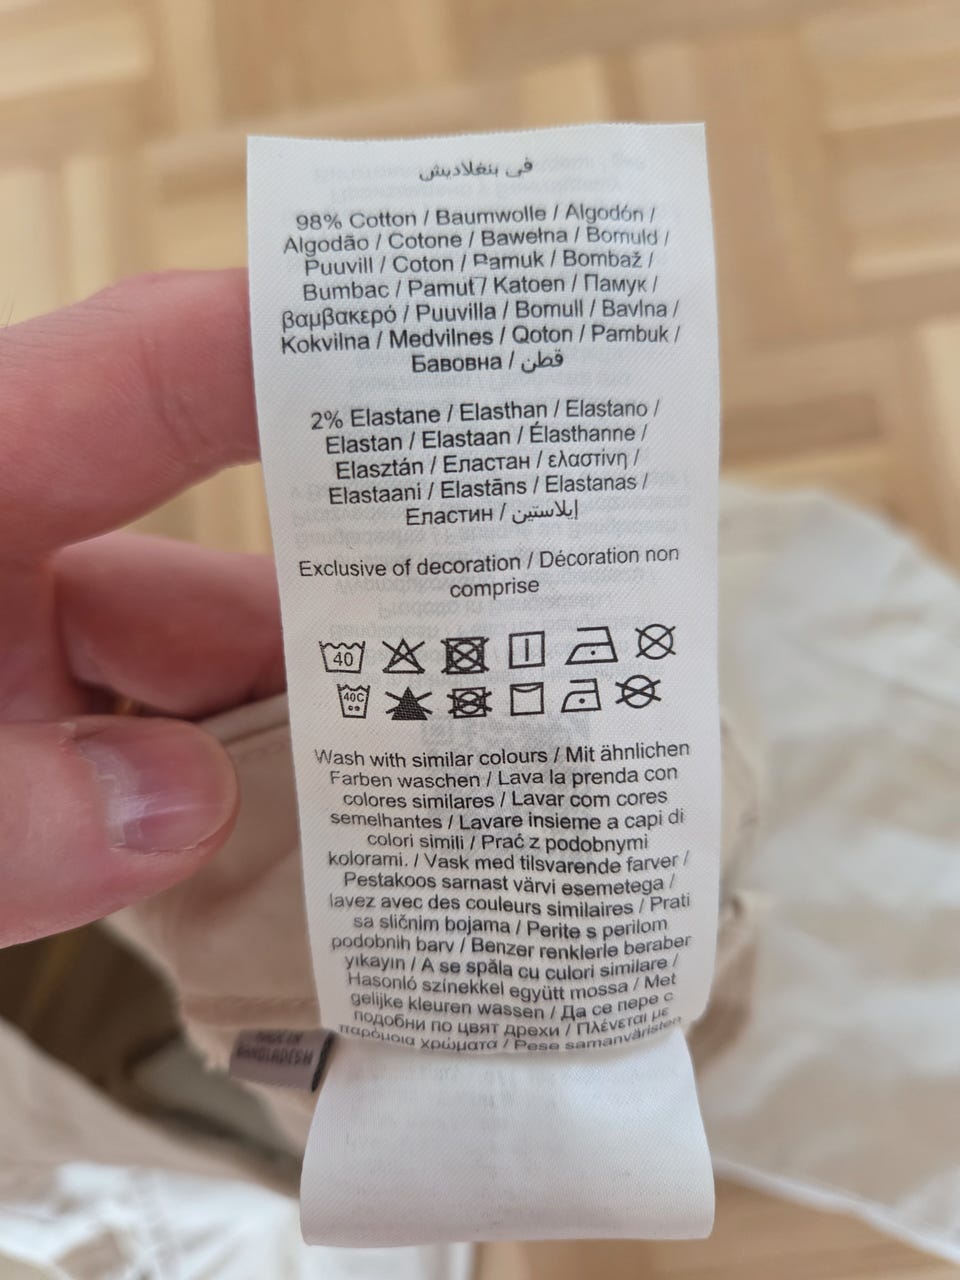 في بنغلاديش
98% Cotton / Baumwolle / Algodón /
Algodão / Cotone / Bawełna / Bomuld /
Puuvill / Coton / Pamuk / Bombaž /
Bumbac / Pamut / Katoen / Памук /
βαμβακερό / Puuvilla / Bomull / Bavlna /
Kokvilna / Medvilnes / Qoton / Pambuk /
Бавовна / قطن
2% Elastane / Elasthan / Elastano /
Elastan / Elastaan / Élasthanne /
Elasztán / Еластан / ελαστίνη /
Elastaani / Elastāns / Elastanas /
Еластин / إيلاستين
Exclusive of decoration / Décoration non
comprise
40
40C
Wash with similar colours / Mit ähnlichen
Farben waschen / Lava la prenda con
colores similares / Lavar com cores
semelhantes / Lavare insieme a capi di
colori simili / Prać z podobnymi
kolorami. / Vask med tilsvarende farver /
Pestakoos sarnast värvi esemetega /
lavez avec des couleurs similaires / Prati
sa sličnim bojama / Perite s perilom
podobnih barv / Benzer renklerle beraber
yıkayın / A se spăla cu culori similare /
Hasonló színekkel együtt mossa / Met
gelijke kleuren wassen / Да се пере с
подобни по цвят дрехи / Πλένεται με
παρόμοια χρώματα / Pese samanväristen
MADE IN
BANGLADESH